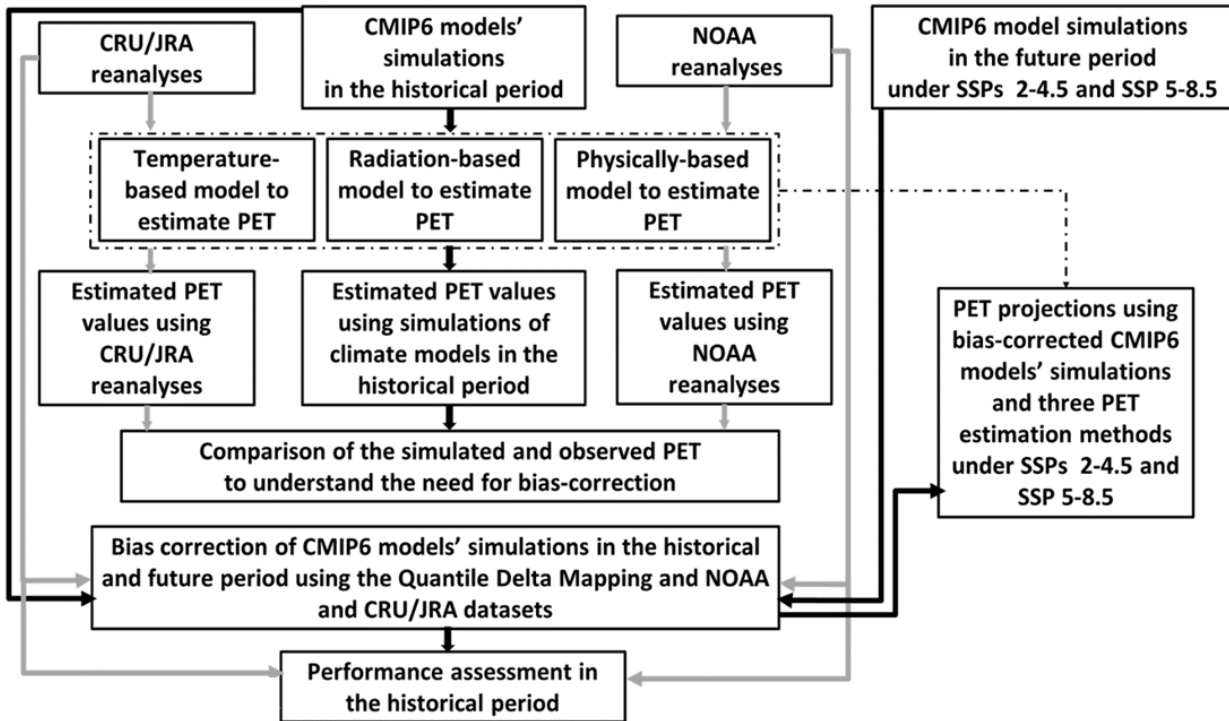 CRU/JRA
reanalyses
CMIP6 models’
simulations
in the historical period
NOAA
reanalyses
CMIP6 model simulations
in the future period
under SSPs 2-4.5 and SSP 5-8.5
Temperature-
based model to
estimate PET
Radiation-based
model to estimate
PET
Physically-based
model to estimate
PET
Estimated PET
values using
CRU/JRA
reanalyses
Estimated PET values
using simulations of
climate models in the
historical period
Estimated PET
values using
NOAA
reanalyses
PET projections using
bias-corrected CMIP6
models’ simulations
and three PET
estimation methods
under SSPs 2-4.5 and
SSP 5-8.5
Comparison of the simulated and observed PET
to understand the need for bias-correction
Bias correction of CMIP6 models’ simulations in the historical
and future period using the Quantile Delta Mapping and NOAA
and CRU/JRA datasets
Performance assessment in
the historical period